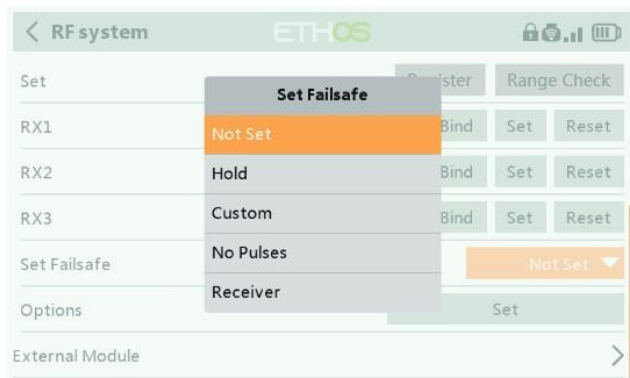 RF system ETHOS
Set Register Range Check
Set Failsafe
RX1 Bind Set Reset
Not Set
RX2 Bind Set Reset
Hold
RX3 Bind Set Reset
Custom
Set Failsafe Not Set
No Pulses
Receiver
Options Set
External Module